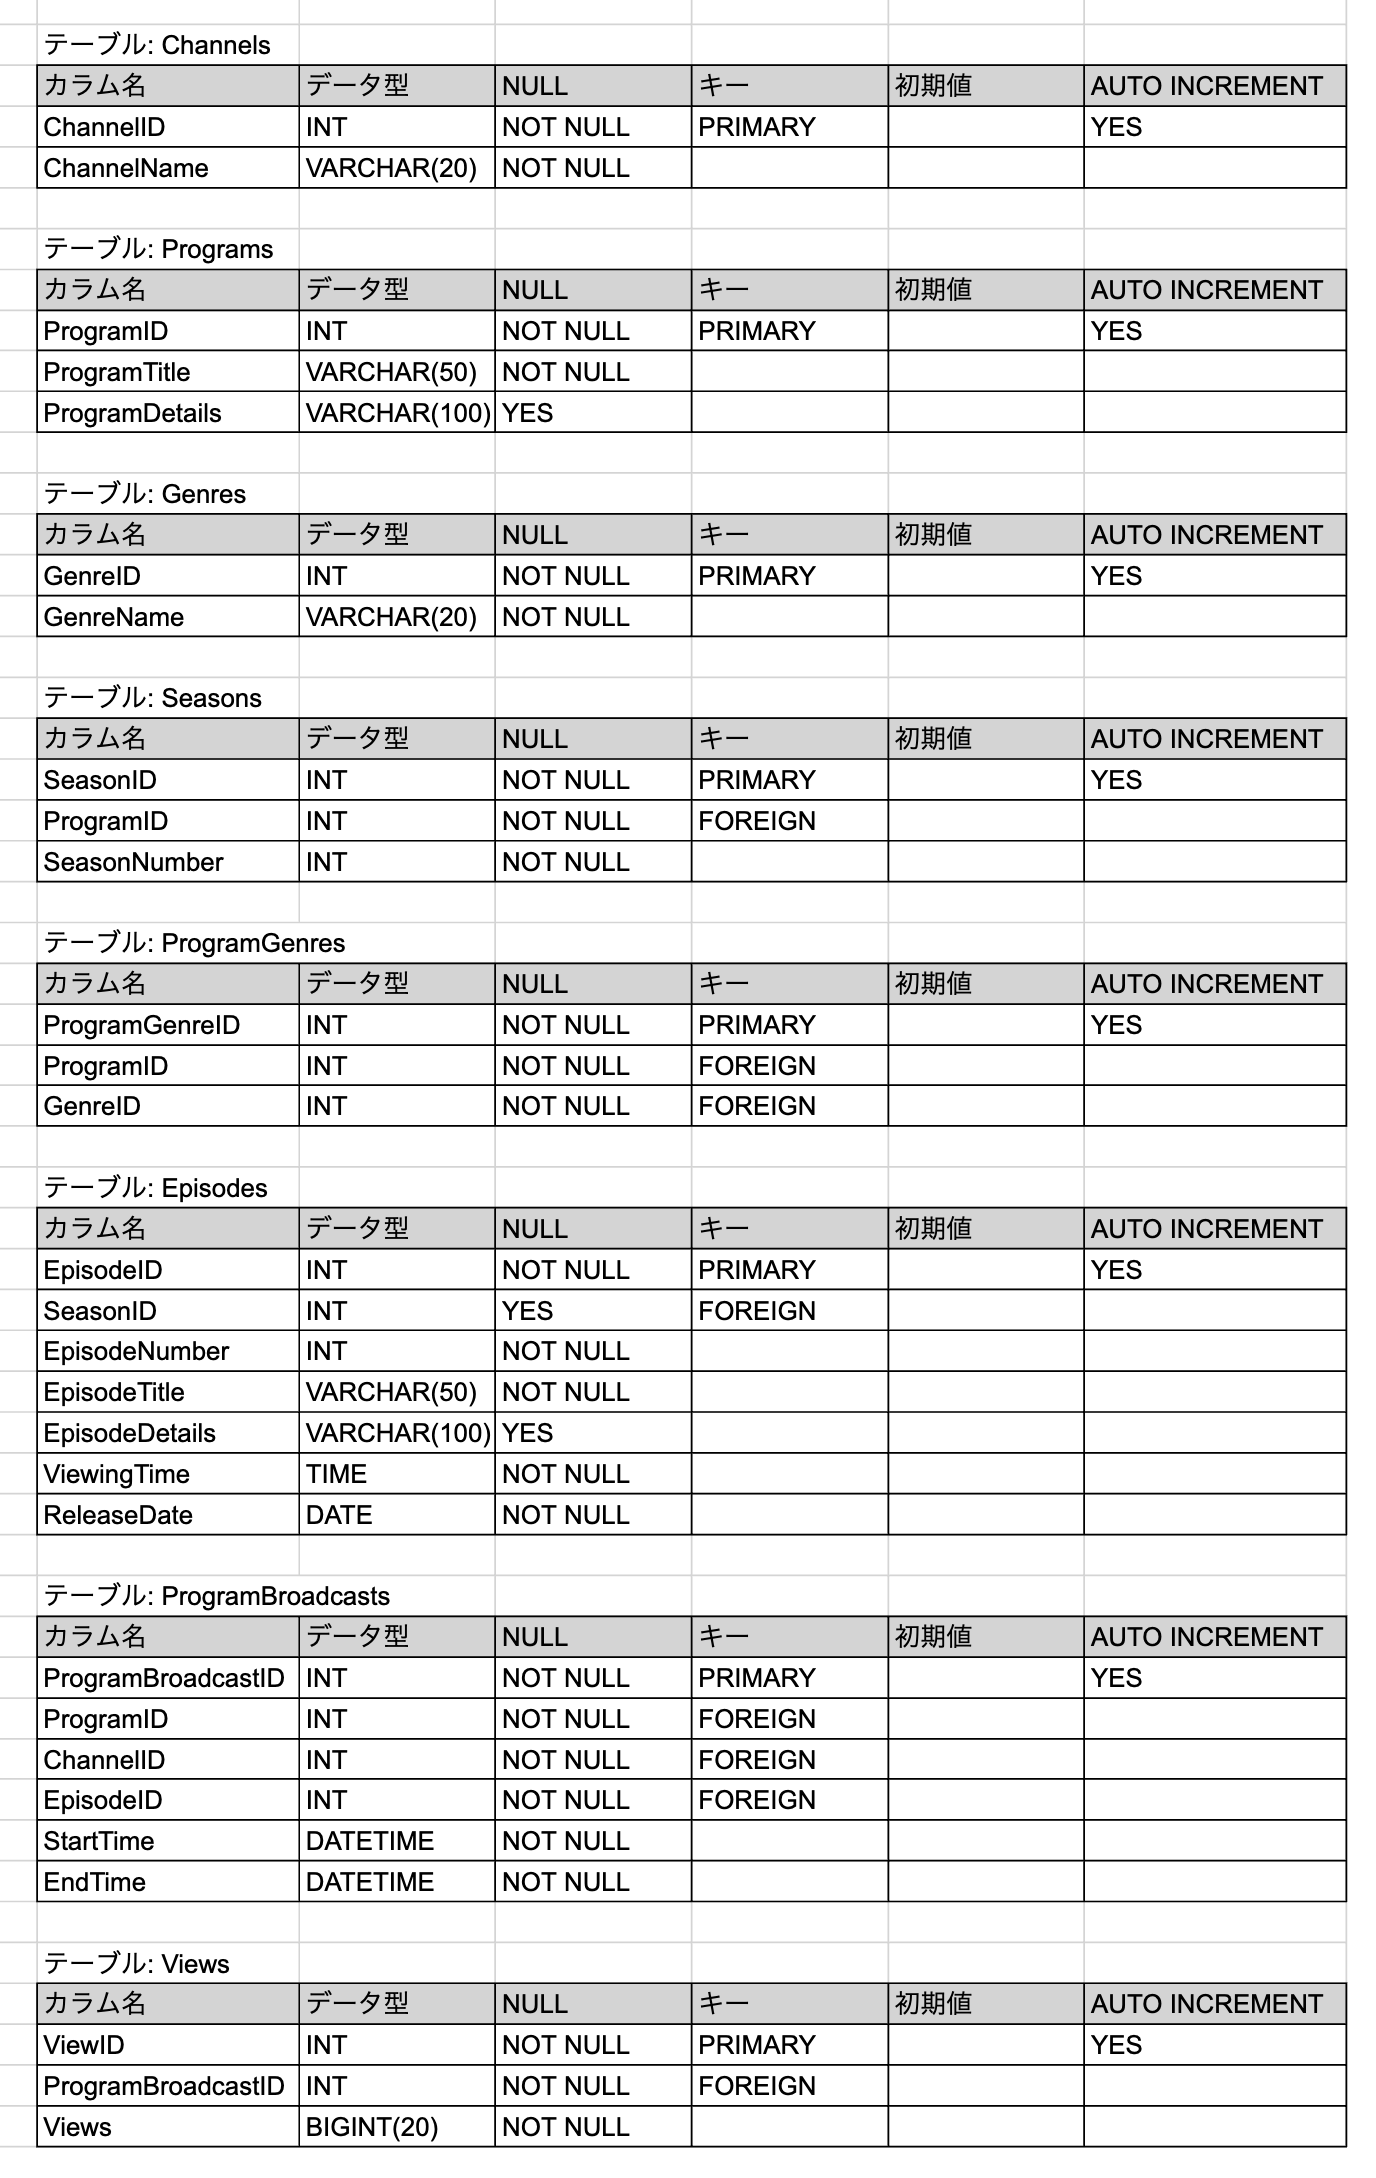 テーブル: Channels
カラム名 データ型 NULL キー 初期値 AUTO INCREMENT
ChannelID INT NOT NULL PRIMARY YES
ChannelName VARCHAR(20) NOT NULL
テーブル: Programs
カラム名 データ型 NULL キー 初期値 AUTO INCREMENT
ProgramID INT NOT NULL PRIMARY YES
ProgramTitle VARCHAR(50) NOT NULL
ProgramDetails VARCHAR(100) YES
テーブル: Genres
カラム名 データ型 NULL キー 初期値 AUTO INCREMENT
GenreID INT NOT NULL PRIMARY YES
GenreName VARCHAR(20) NOT NULL
テーブル: Seasons
カラム名 データ型 NULL キー 初期値 AUTO INCREMENT
SeasonID INT NOT NULL PRIMARY YES
ProgramID INT NOT NULL FOREIGN
SeasonNumber INT NOT NULL
テーブル: ProgramGenres
カラム名 データ型 NULL キー 初期値 AUTO INCREMENT
ProgramGenreID INT NOT NULL PRIMARY YES
ProgramID INT NOT NULL FOREIGN
GenreID INT NOT NULL FOREIGN
テーブル: Episodes
カラム名 データ型 NULL キー 初期値 AUTO INCREMENT
EpisodeID INT NOT NULL PRIMARY YES
SeasonID INT YES FOREIGN
EpisodeNumber INT NOT NULL
EpisodeTitle VARCHAR(50) NOT NULL
EpisodeDetails VARCHAR(100) YES
ViewingTime TIME NOT NULL
ReleaseDate DATE NOT NULL
テーブル: ProgramBroadcasts
カラム名 データ型 NULL キー 初期値 AUTO INCREMENT
ProgramBroadcastID INT NOT NULL PRIMARY YES
ProgramID INT NOT NULL FOREIGN
ChannelID INT NOT NULL FOREIGN
EpisodeID INT NOT NULL FOREIGN
StartTime DATETIME NOT NULL
EndTime DATETIME NOT NULL
テーブル: Views
カラム名 データ型 NULL キー 初期値 AUTO INCREMENT
ViewID INT NOT NULL PRIMARY YES
ProgramBroadcastID INT NOT NULL FOREIGN
Views BIGINT(20) NOT NULL